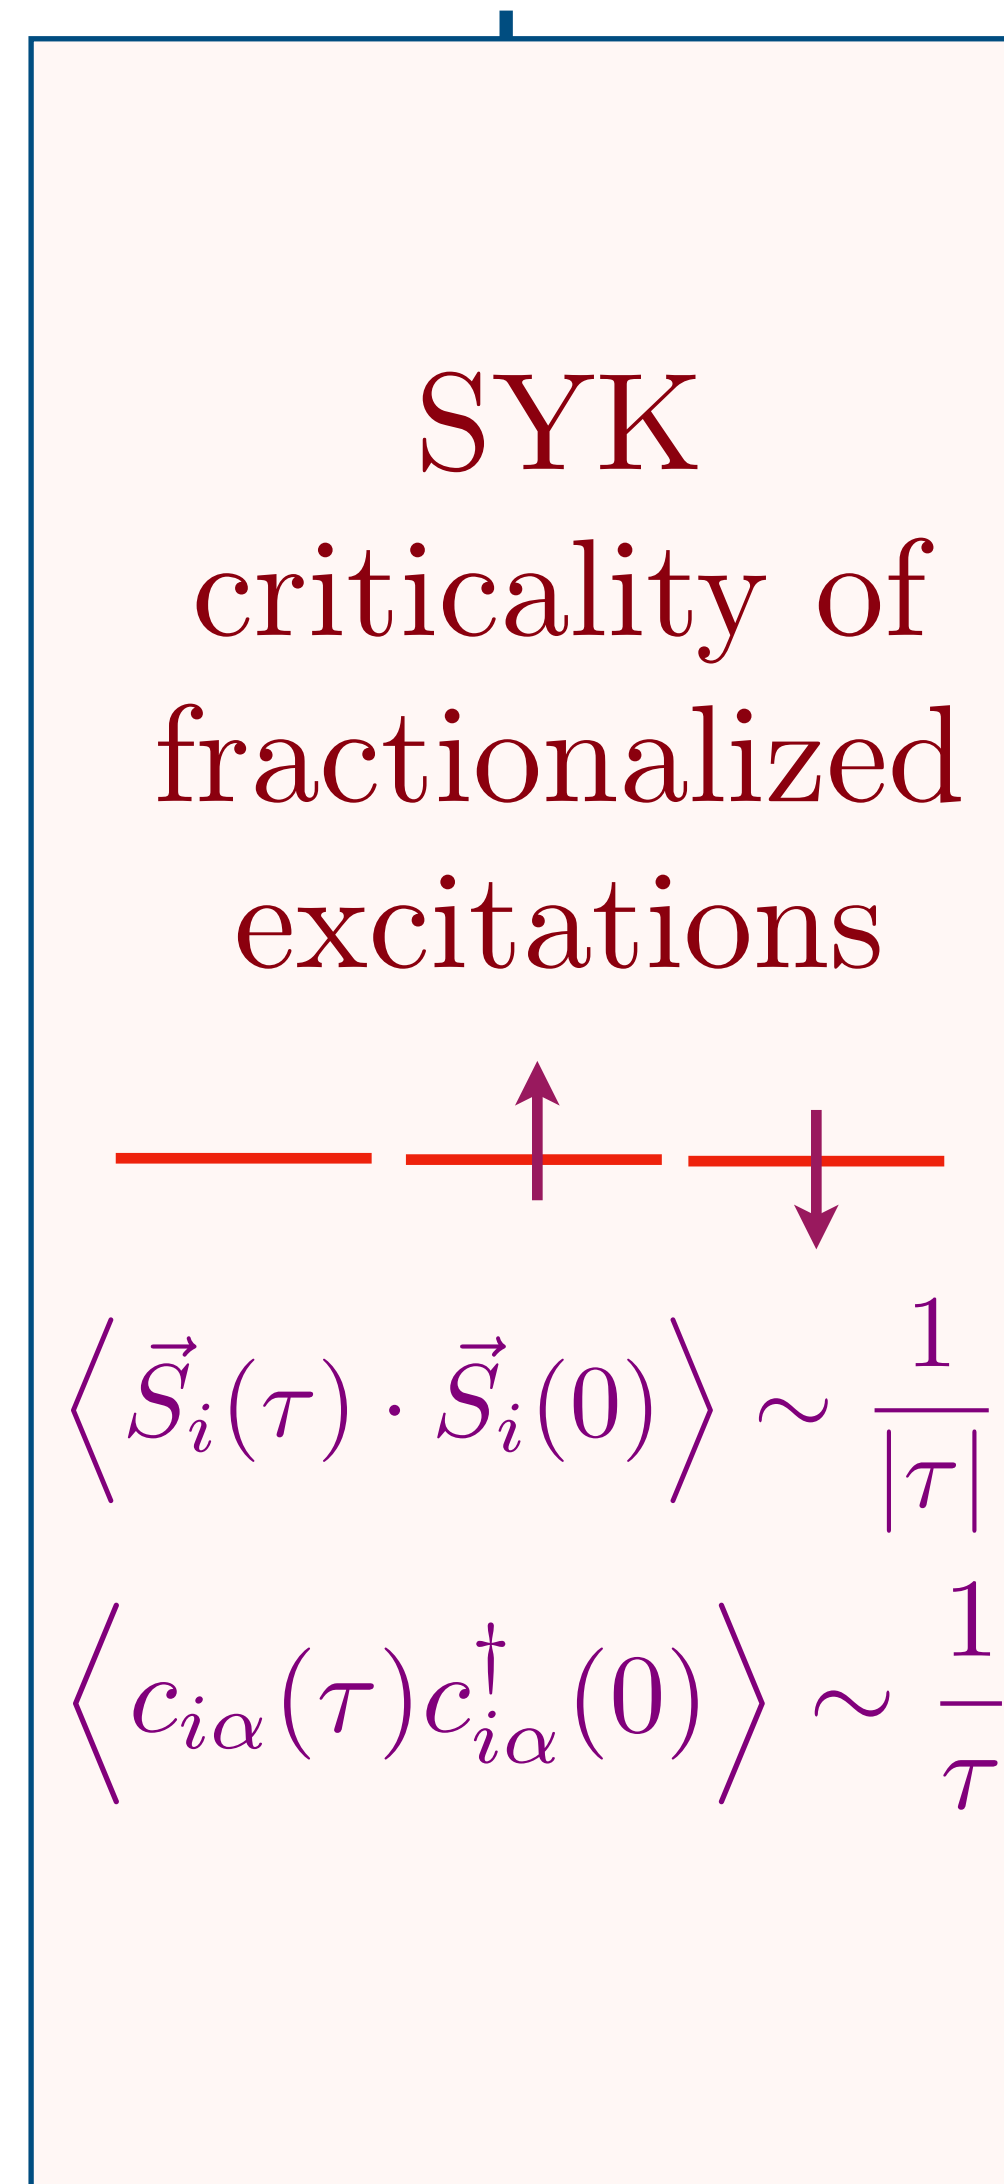 SYK
criticality of
fractionalized
excitations
⟨S⃗ᵢ(τ) · S⃗ᵢ(0)⟩ ~ 1/|τ|
⟨c_{iα}(τ)c†_{iα}(0)⟩ ~ 1/τ